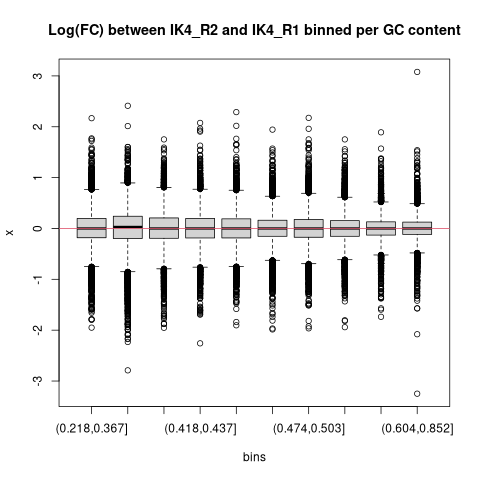 Log(FC) between IK4_R2 and IK4_R1 binned per GC content
3
2
1
0
-1
-2
-3
x
(0.218,0.367] (0.418,0.437] (0.474,0.503] (0.604,0.852]
bins